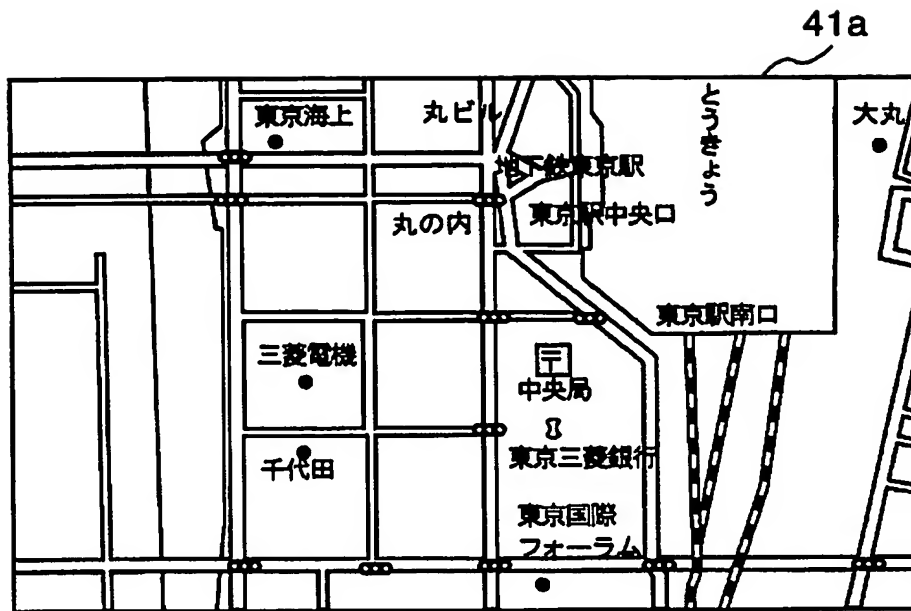 41a
東京海上
丸ビル
とうきょう
大丸
地下鉄東京駅
東京駅中央口
丸の内
東京駅南口
三菱電機
〒
中央局
千代田
東京三菱銀行
東京国際
フォーラム